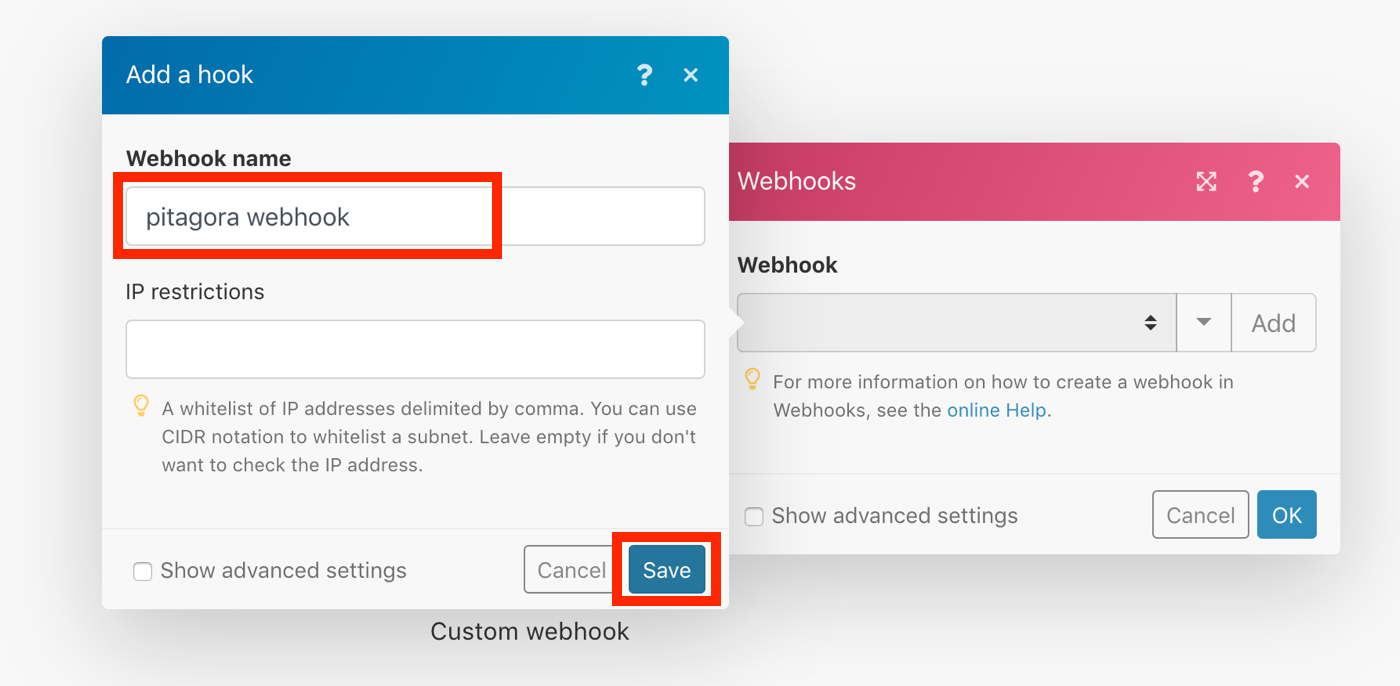 Add a hook
?
Webhook name
pitagora webhook
IP restrictions
A whitelist of IP addresses delimited by comma. You can use
CIDR notation to whitelist a subnet. Leave empty if you don't
want to check the IP address.
Show advanced settings
Cancel
Save
Webhooks
?
Webhook
Add
For more information on how to create a webhook in
Webhooks, see the online Help.
Show advanced settings
Cancel
OK
Custom webhook